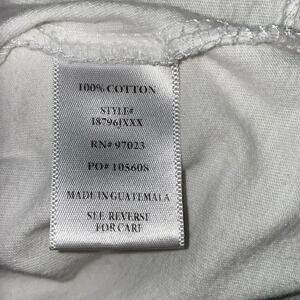 100% COTTON
STYLE#
18796JXXX
RN# 97023
PO# 105608
MADE IN GUATEMALA
SEE REVERSE
FOR CARE